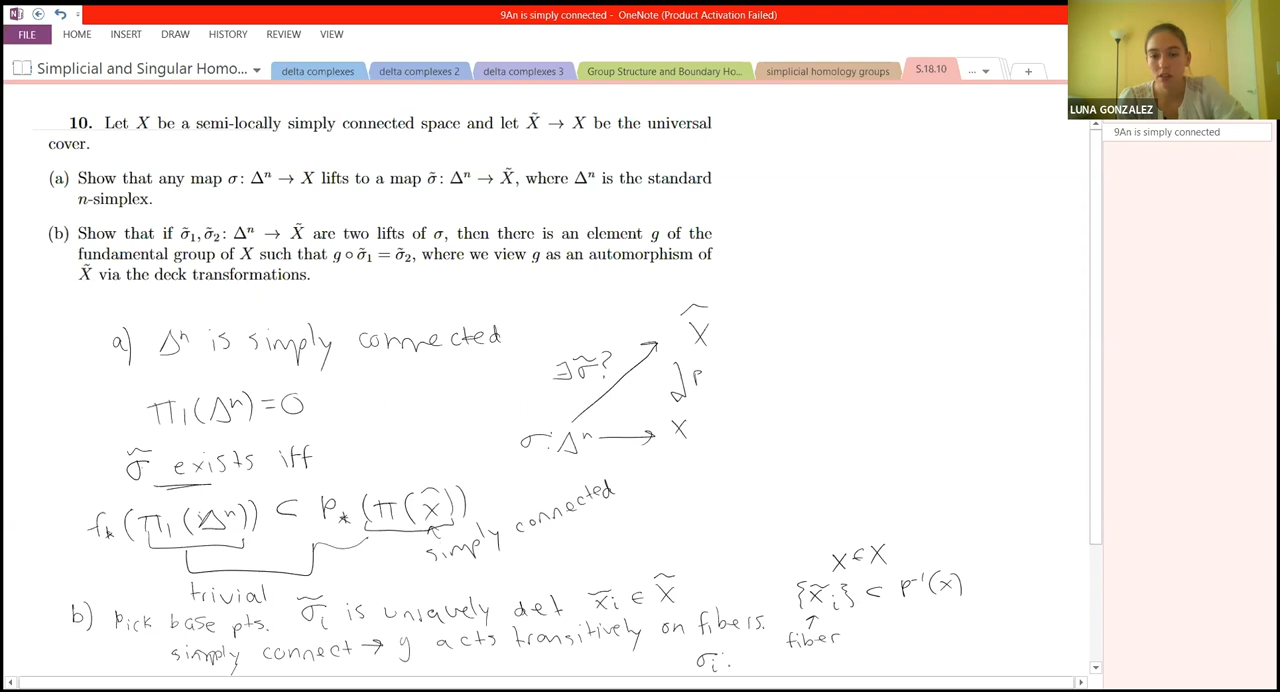 9An is simply connected - OneNote (Product Activation Failed)
FILE HOME INSERT DRAW HISTORY REVIEW VIEW
Simplicial and Singular Homo... delta complexes delta complexes 2 delta complexes 3 Group Structure and Boundary Ho... simplicial homology groups S.18.10 ... +
LUNA GONZALEZ
9An is simply connected
10. Let X be a semi-locally simply connected space and let X̃ → X be the universal
cover.
(a) Show that any map σ: Δⁿ → X lifts to a map σ̃: Δⁿ → X̃, where Δⁿ is the standard
n-simplex.
(b) Show that if σ̃₁, σ̃₂: Δⁿ → X̃ are two lifts of σ, then there is an element g of the
fundamental group of X such that g ∘ σ̃₁ = σ̃₂, where we view g as an automorphism of
X̃ via the deck transformations.
a) Δⁿ is simply connected
π₁(Δⁿ) = 0
σ̃ exists iff
f⁎(π₁(Δⁿ)) ⊂ p⁎(π(X̃))
simply connected
trivial
X̃
∃σ̃?
p
σ: Δⁿ → X
b) pick base pts. σ̃ᵢ is uniquely det x̃ᵢ ∈ X̃
simply connect → g acts transitively on fibers.
σᵢ:
x ∈ X
{x̃ᵢ} ⊂ p⁻¹(x)
↑
fiber